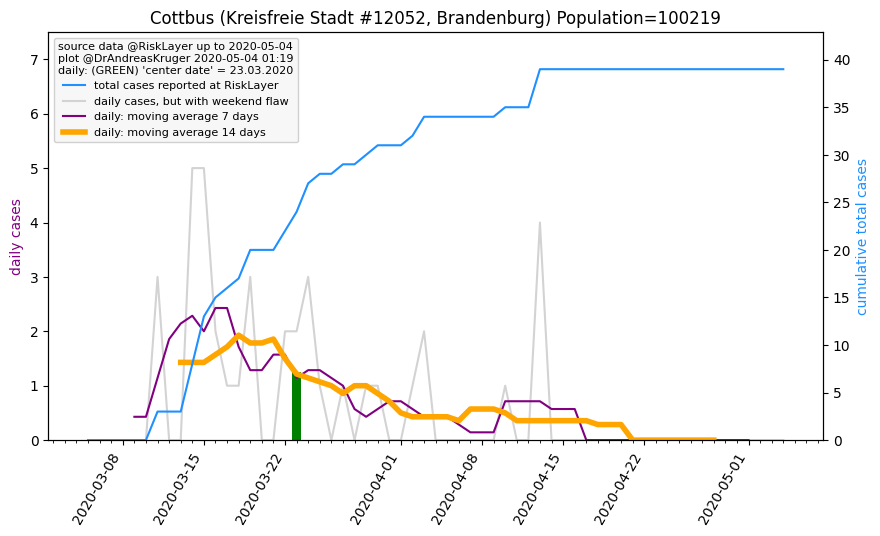 Cottbus (Kreisfreie Stadt #12052, Brandenburg) Population=100219
source data @RiskLayer up to 2020-05-04
plot @DrAndreasKruger 2020-05-04 01:19
daily: (GREEN) 'center date' = 23.03.2020
total cases reported at RiskLayer
daily cases, but with weekend flaw
daily: moving average 7 days
daily: moving average 14 days
daily cases
7
6
5
4
3
2
1
0
cumulative total cases
40
35
30
25
20
15
10
5
0
2020-03-08
2020-03-15
2020-03-22
2020-04-01
2020-04-08
2020-04-15
2020-04-22
2020-05-01